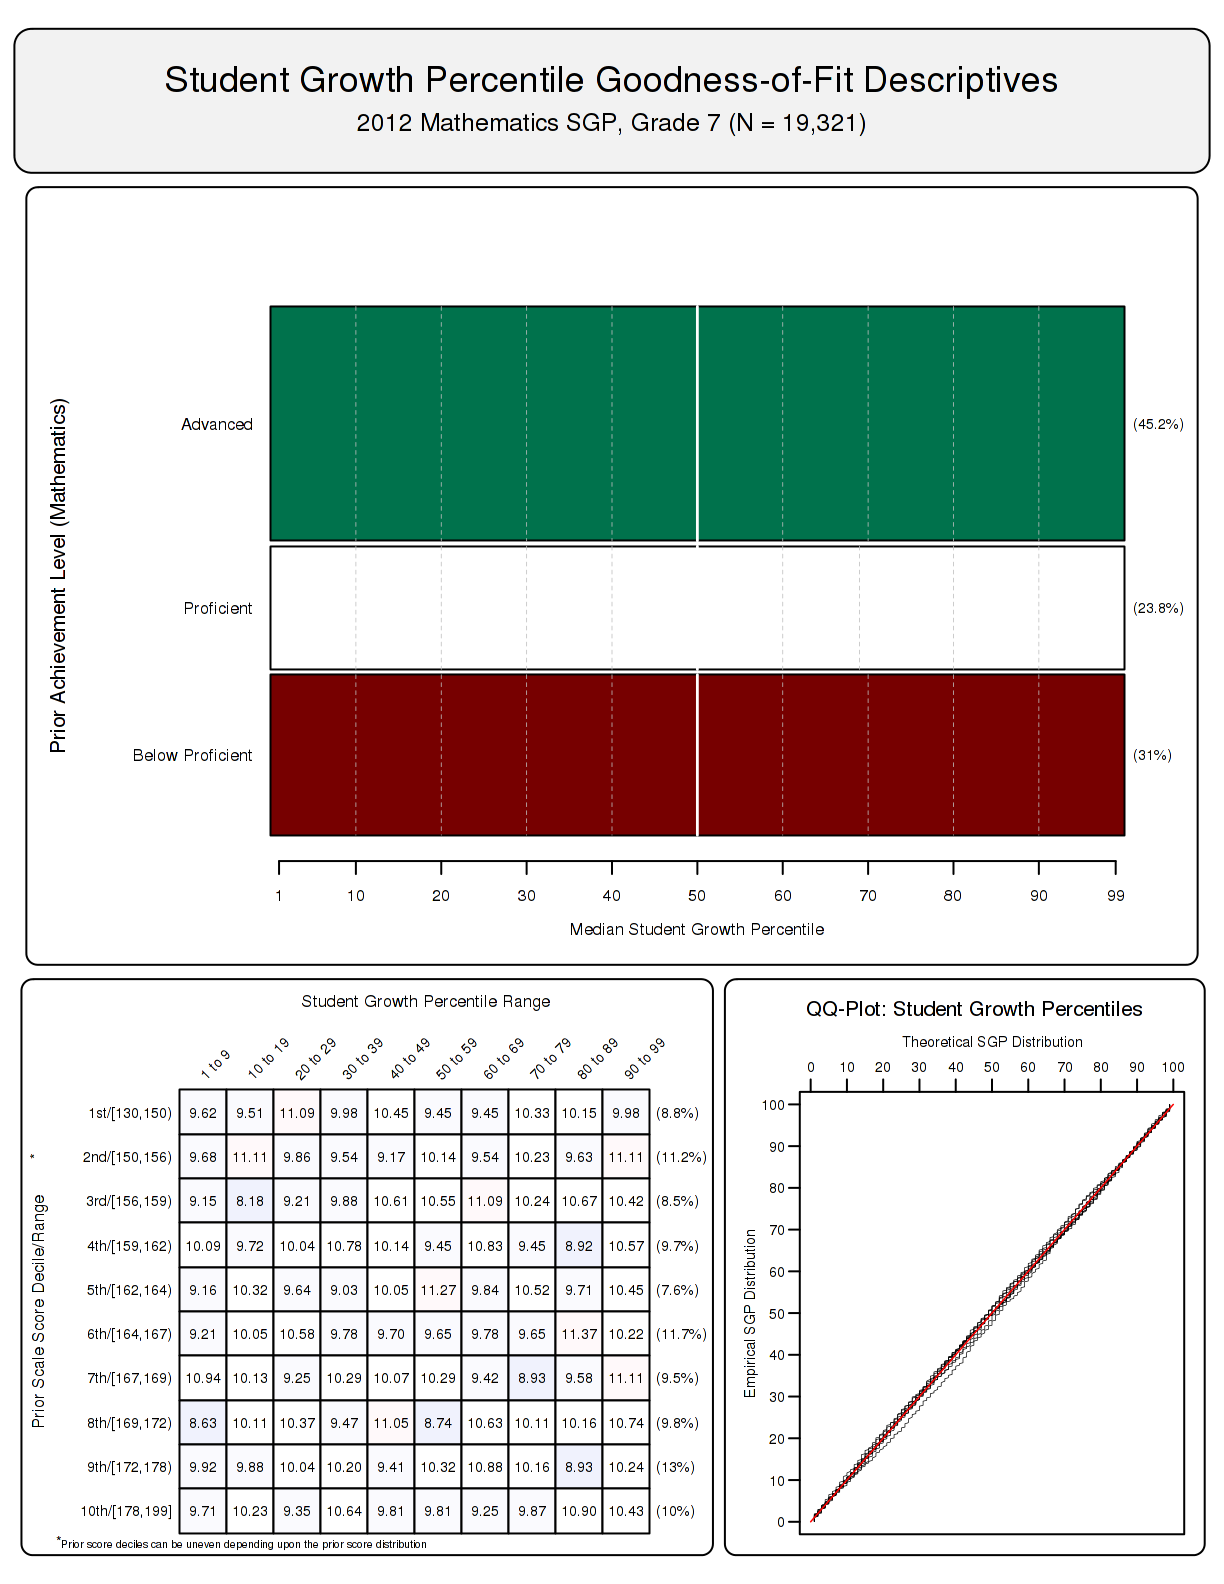 Student Growth Percentile Goodness-of-Fit Descriptives
2012 Mathematics SGP, Grade 7 (N = 19,321)
Prior Achievement Level (Mathematics)
Advanced (45.2%)
Proficient (23.8%)
Below Proficient (31%)
1 10 20 30 40 50 60 70 80 90 99
Median Student Growth Percentile
Student Growth Percentile Range
1 to 9 10 to 19 20 to 29 30 to 39 40 to 49 50 to 59 60 to 69 70 to 79 80 to 89 90 to 99
* Prior Scale Score Decile/Range
1st/[130,150) 9.62 9.51 11.09 9.98 10.45 9.45 9.45 10.33 10.15 9.98 (8.8%)
2nd/[150,156) 9.68 11.11 9.86 9.54 9.17 10.14 9.54 10.23 9.63 11.11 (11.2%)
3rd/[156,159) 9.15 8.18 9.21 9.88 10.61 10.55 11.09 10.24 10.67 10.42 (8.5%)
4th/[159,162) 10.09 9.72 10.04 10.78 10.14 9.45 10.83 9.45 8.92 10.57 (9.7%)
5th/[162,164) 9.16 10.32 9.64 9.03 10.05 11.27 9.84 10.52 9.71 10.45 (7.6%)
6th/[164,167) 9.21 10.05 10.58 9.78 9.70 9.65 9.78 9.65 11.37 10.22 (11.7%)
7th/[167,169) 10.94 10.13 9.25 10.29 10.07 10.29 9.42 8.93 9.58 11.11 (9.5%)
8th/[169,172) 8.63 10.11 10.37 9.47 11.05 8.74 10.63 10.11 10.16 10.74 (9.8%)
9th/[172,178) 9.92 9.88 10.04 10.20 9.41 10.32 10.88 10.16 8.93 10.24 (13%)
10th/[178,199] 9.71 10.23 9.35 10.64 9.81 9.81 9.25 9.87 10.90 10.43 (10%)
*Prior score deciles can be uneven depending upon the prior score distribution
QQ-Plot: Student Growth Percentiles
Theoretical SGP Distribution
0 10 20 30 40 50 60 70 80 90 100
Empirical SGP Distribution
100
90
80
70
60
50
40
30
20
10
0